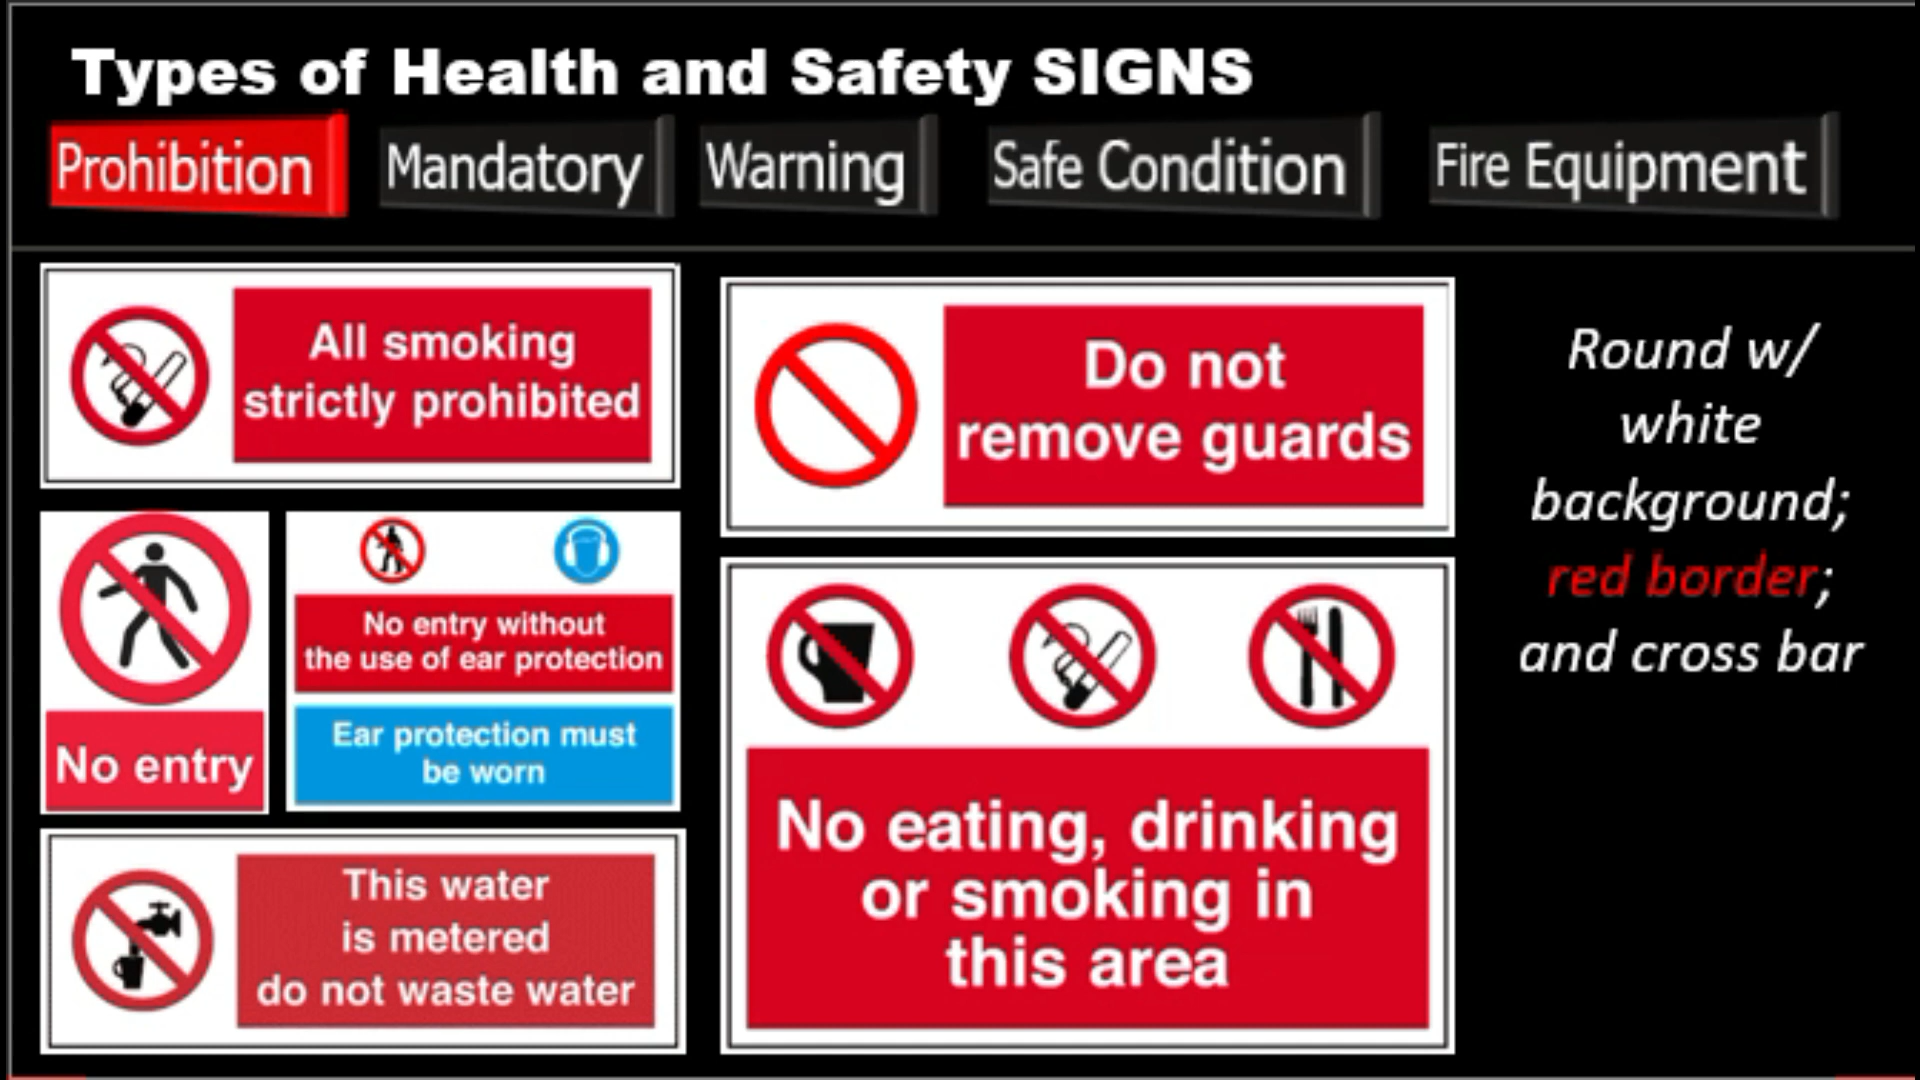 Types of Health and Safety SIGNS
Prohibition
Mandatory
Warning
Safe Condition
Fire Equipment
All smoking
strictly prohibited
Do not
remove guards
Round w/
white
background;
red border;
and cross bar
No entry
No entry without
the use of ear protection
Ear protection must
be worn
No eating, drinking
or smoking in
this area
This water
is metered
do not waste water